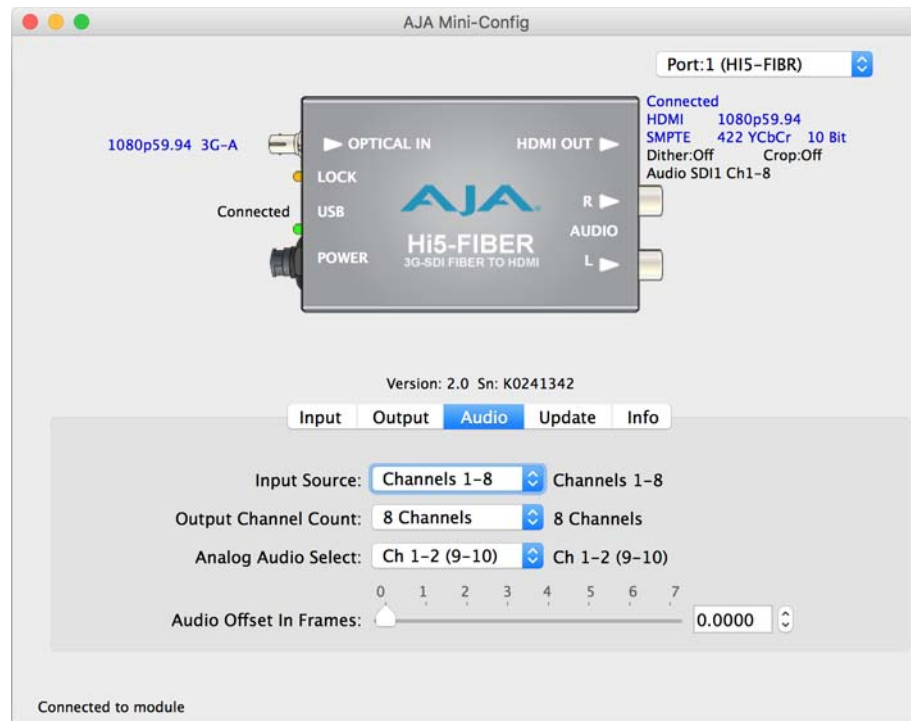 AJA Mini-Config
Port:1 (HI5-FIBR)
1080p59.94 3G-A
OPTICAL IN
HDMI OUT
Connected
HDMI 1080p59.94
SMPTE 422 YCbCr 10 Bit
Dither:Off Crop:Off
Audio SDI1 Ch1-8
LOCK
Connected
USB
AJA
R
AUDIO
L
POWER
Hi5-FIBER
3G-SDI FIBER TO HDMI
Version: 2.0 Sn: K0241342
Input Output Audio Update Info
Input Source: Channels 1-8 Channels 1-8
Output Channel Count: 8 Channels 8 Channels
Analog Audio Select: Ch 1-2 (9-10) Ch 1-2 (9-10)
0 1 2 3 4 5 6 7
Audio Offset In Frames: 0.0000
Connected to module